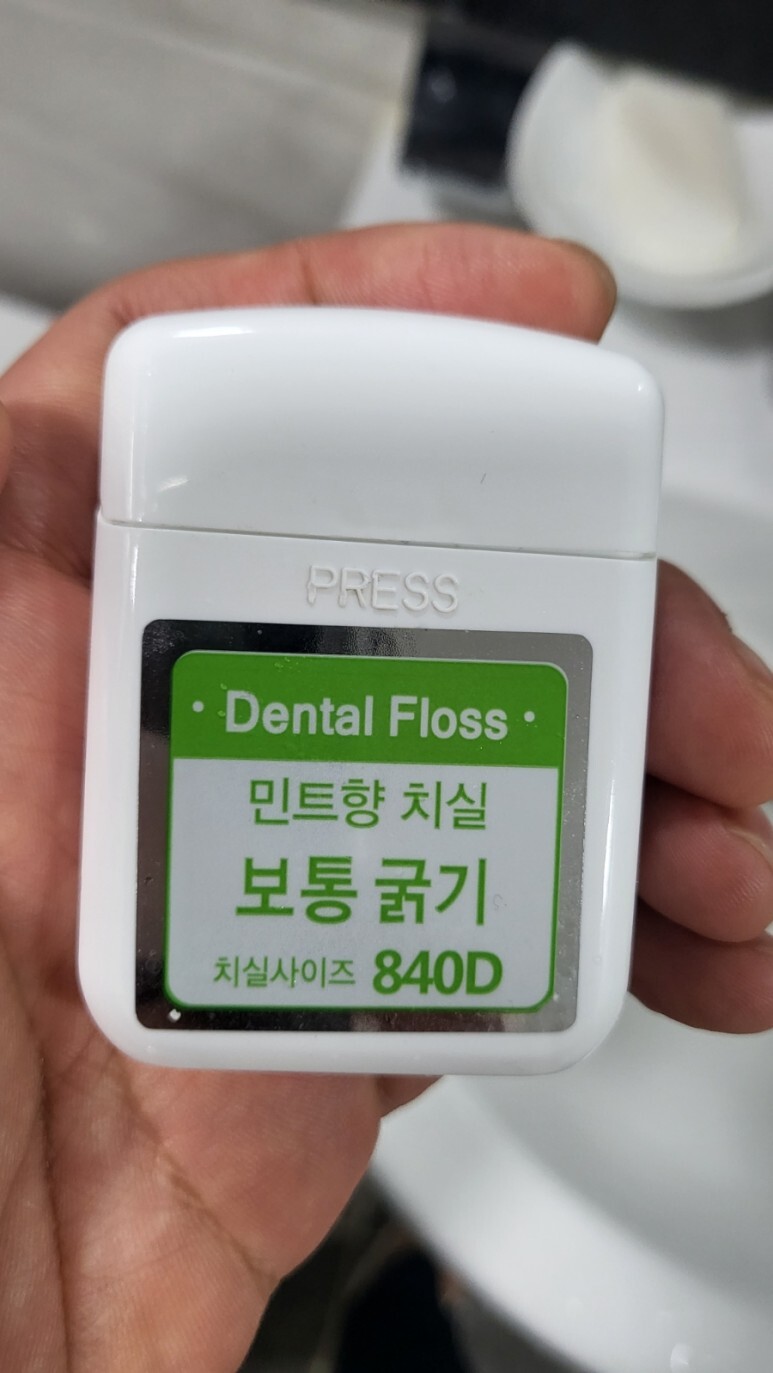 PRESS
· Dental Floss ·
민트향 치실
보통 굵기
치실사이즈 840D